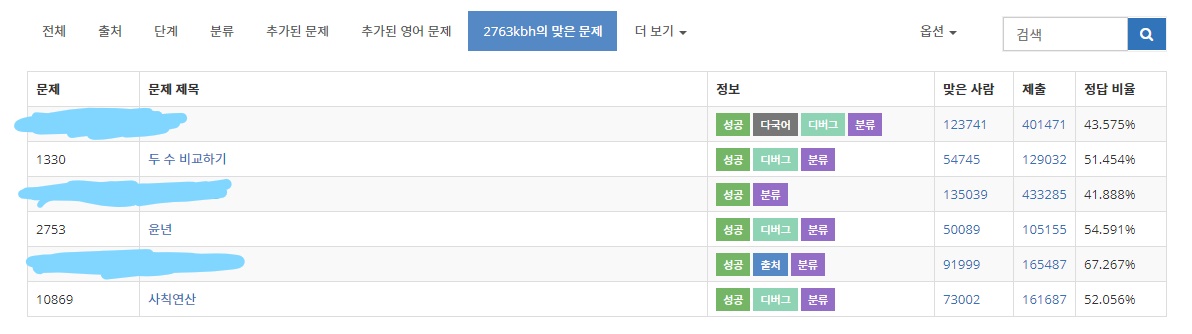 전체 출처 단계 분류 추가된 문제 추가된 영어 문제 2763kbh의 맞은 문제 더 보기 옵션 검색
문제 문제 제목 정보 맞은 사람 제출 정답 비율
성공 다국어 디버그 분류 123741 401471 43.575%
1330 두 수 비교하기 성공 디버그 분류 54745 129032 51.454%
성공 분류 135039 433285 41.888%
2753 윤년 성공 디버그 분류 50089 105155 54.591%
성공 출처 분류 91999 165487 67.267%
10869 사칙연산 성공 디버그 분류 73002 161687 52.056%